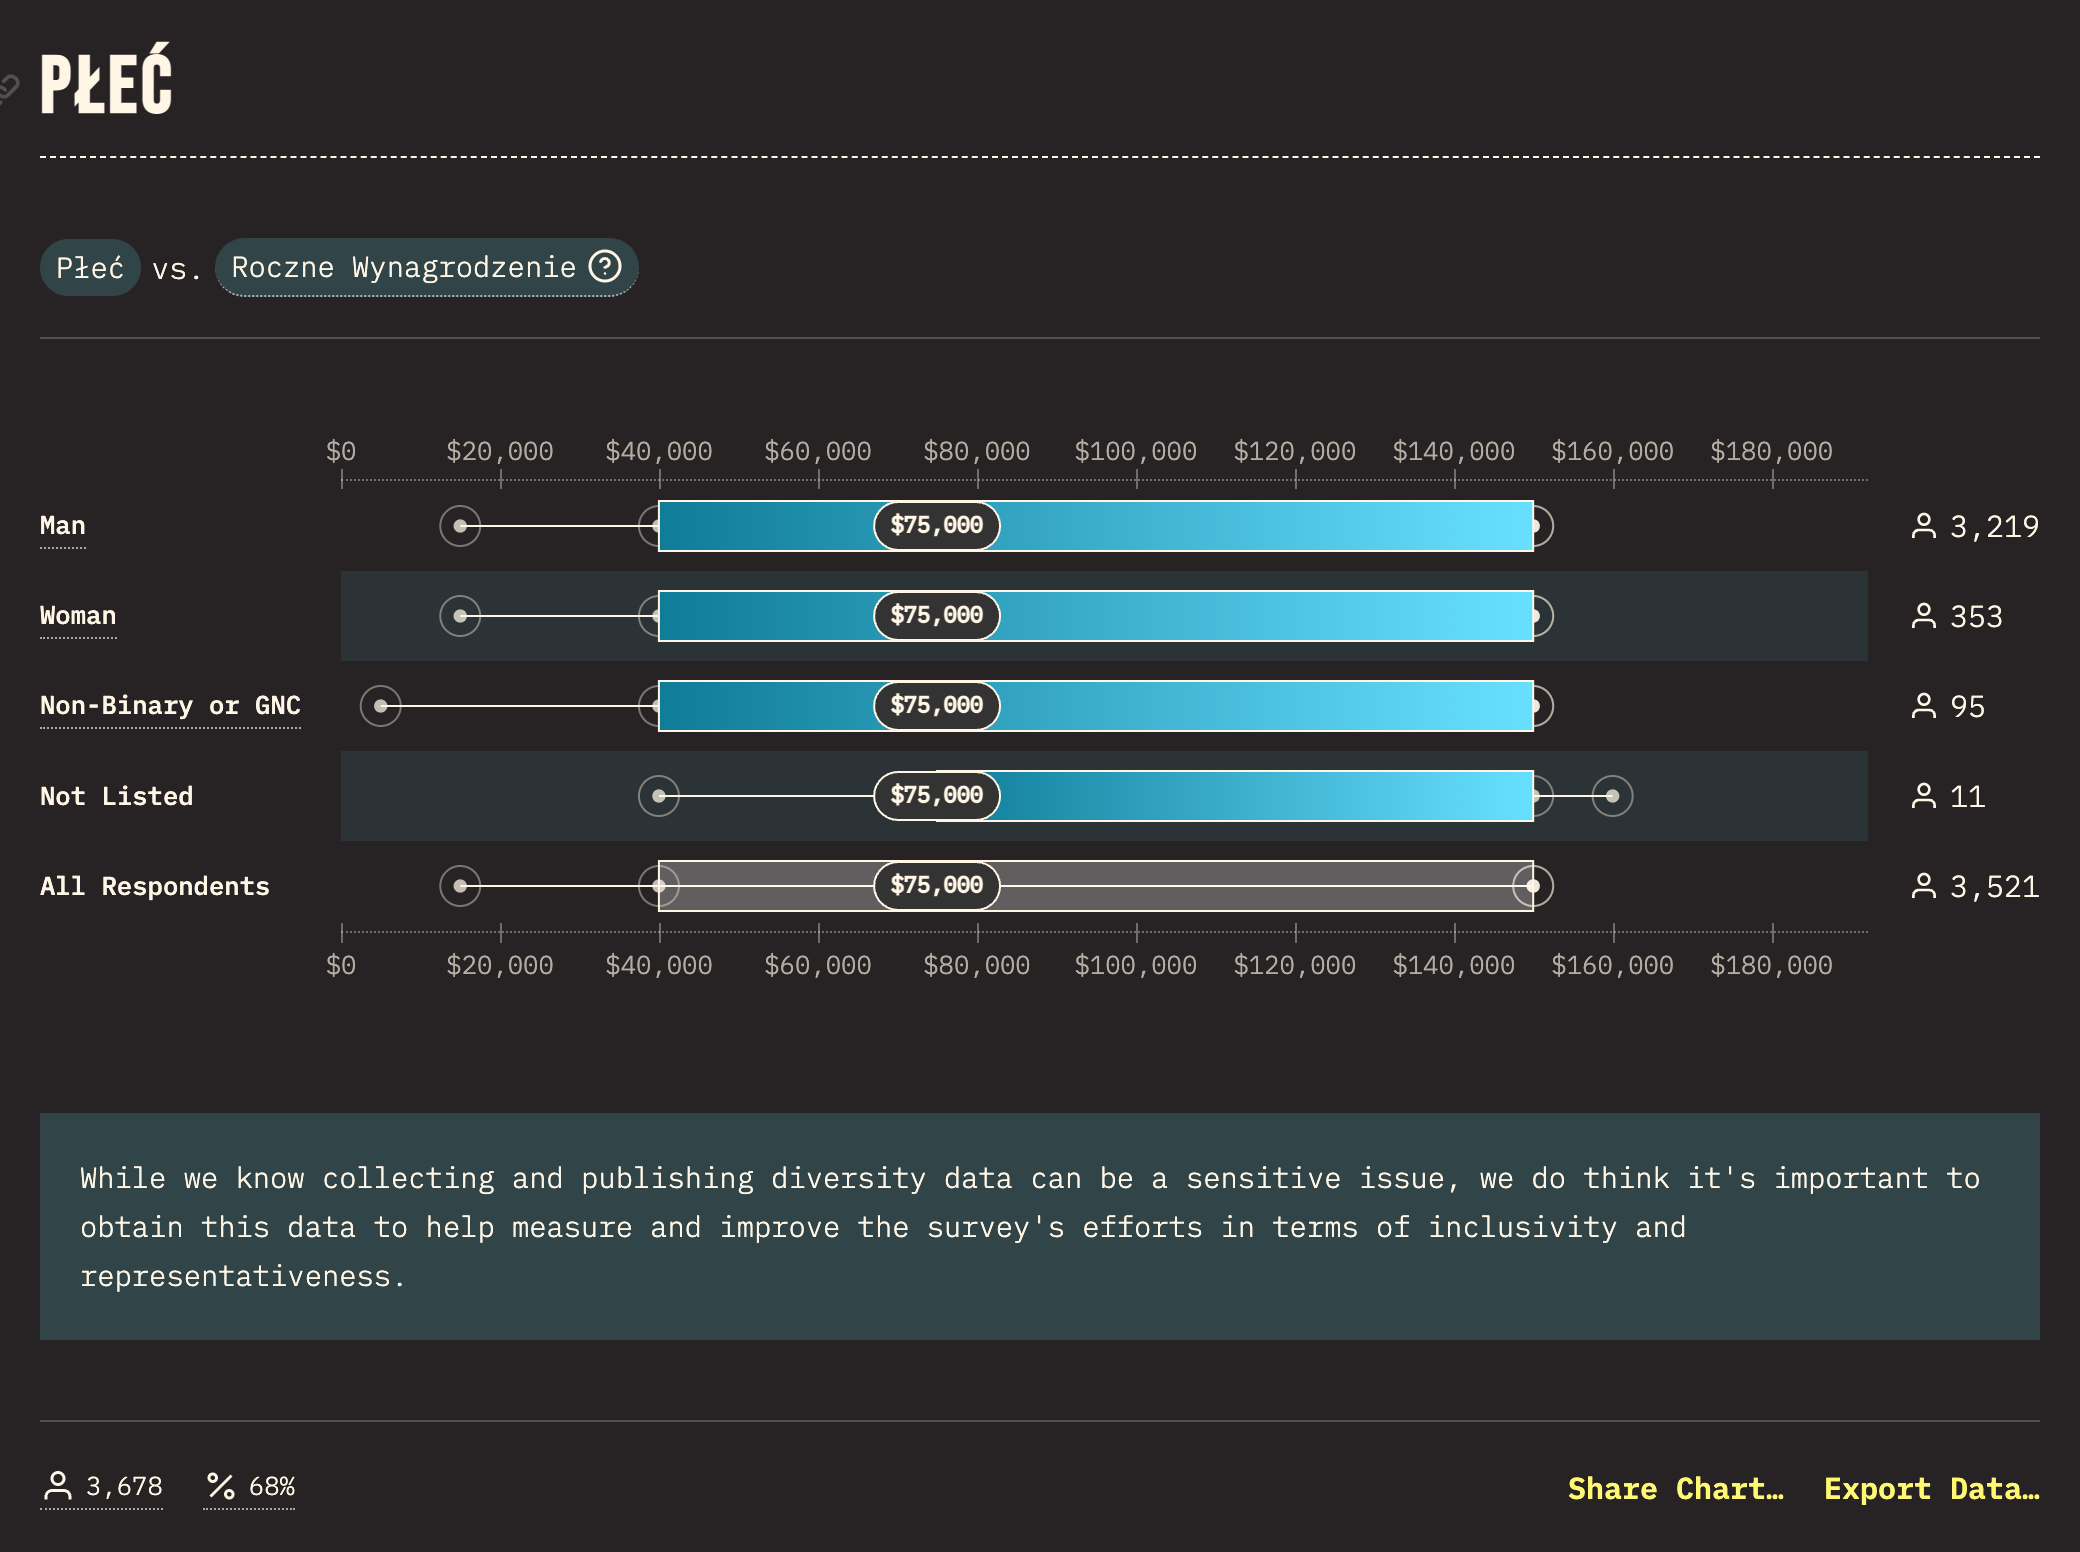 PŁEĆ
Płeć vs. Roczne Wynagrodzenie
$0 $20,000 $40,000 $60,000 $80,000 $100,000 $120,000 $140,000 $160,000 $180,000
Man $75,000 3,219
Woman $75,000 353
Non-Binary or GNC $75,000 95
Not Listed $75,000 11
All Respondents $75,000 3,521
$0 $20,000 $40,000 $60,000 $80,000 $100,000 $120,000 $140,000 $160,000 $180,000
While we know collecting and publishing diversity data can be a sensitive issue, we do think it's important to
obtain this data to help measure and improve the survey's efforts in terms of inclusivity and
representativeness.
3,678 68% Share Chart… Export Data…